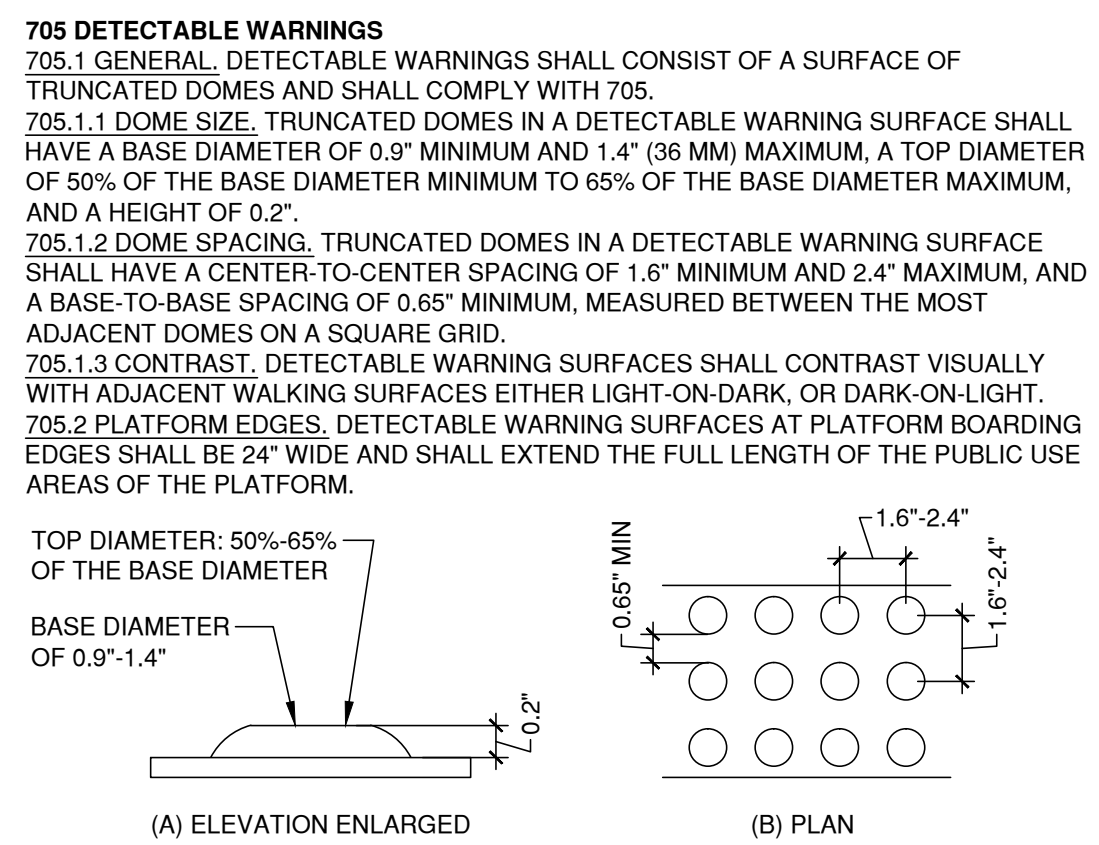 705 DETECTABLE WARNINGS
705.1 GENERAL. DETECTABLE WARNINGS SHALL CONSIST OF A SURFACE OF
TRUNCATED DOMES AND SHALL COMPLY WITH 705.
705.1.1 DOME SIZE. TRUNCATED DOMES IN A DETECTABLE WARNING SURFACE SHALL
HAVE A BASE DIAMETER OF 0.9" MINIMUM AND 1.4" (36 MM) MAXIMUM, A TOP DIAMETER
OF 50% OF THE BASE DIAMETER MINIMUM TO 65% OF THE BASE DIAMETER MAXIMUM,
AND A HEIGHT OF 0.2".
705.1.2 DOME SPACING. TRUNCATED DOMES IN A DETECTABLE WARNING SURFACE
SHALL HAVE A CENTER-TO-CENTER SPACING OF 1.6" MINIMUM AND 2.4" MAXIMUM, AND
A BASE-TO-BASE SPACING OF 0.65" MINIMUM, MEASURED BETWEEN THE MOST
ADJACENT DOMES ON A SQUARE GRID.
705.1.3 CONTRAST. DETECTABLE WARNING SURFACES SHALL CONTRAST VISUALLY
WITH ADJACENT WALKING SURFACES EITHER LIGHT-ON-DARK, OR DARK-ON-LIGHT.
705.2 PLATFORM EDGES. DETECTABLE WARNING SURFACES AT PLATFORM BOARDING
EDGES SHALL BE 24" WIDE AND SHALL EXTEND THE FULL LENGTH OF THE PUBLIC USE
AREAS OF THE PLATFORM.
TOP DIAMETER: 50%-65%
OF THE BASE DIAMETER
BASE DIAMETER
OF 0.9"-1.4"
0.2"
(A) ELEVATION ENLARGED
0.65" MIN
1.6"-2.4"
1.6"-2.4"
(B) PLAN